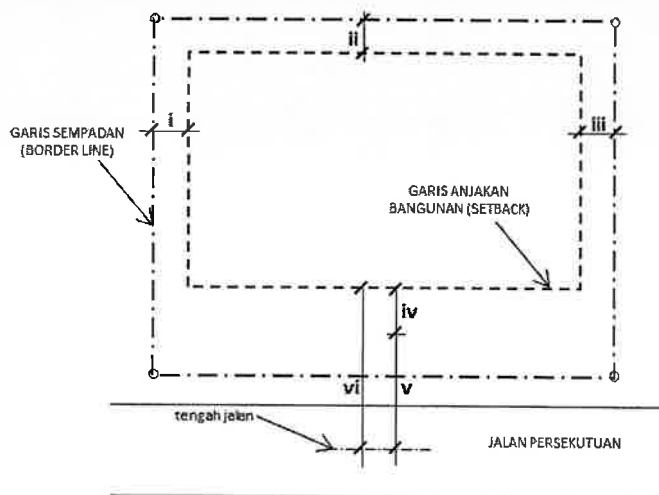 ii
i
iii
GARIS SEMPADAN
(BORDER LINE)
GARIS ANJAKAN
BANGUNAN (SETBACK)
iv
vi
v
tengah jalan
JALAN PERSEKUTUAN